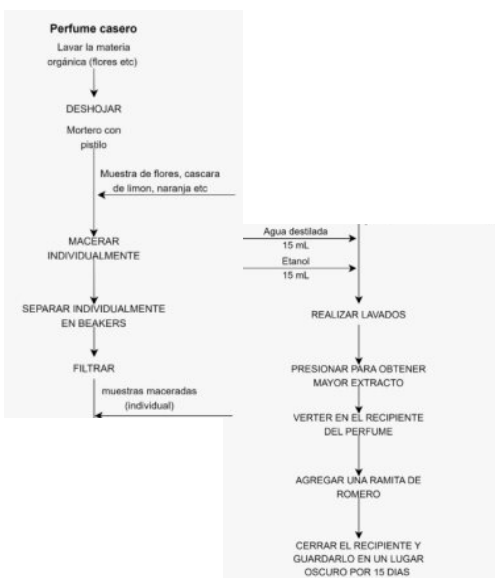 Perfume casero
Lavar la materia
orgánica (flores etc)
DESHOJAR
Mortero con
pistilo
Muestra de flores, cascara
de limon, naranja etc
MACERAR
INDIVIDUALMENTE
SEPARAR INDIVIDUALMENTE
EN BEAKERS
FILTRAR
muestras maceradas
(individual)
Agua destilada
15 mL
Etanol
15 mL
REALIZAR LAVADOS
PRESIONAR PARA OBTENER
MAYOR EXTRACTO
VERTER EN EL RECIPIENTE
DEL PERFUME
AGREGAR UNA RAMITA DE
ROMERO
CERRAR EL RECIPIENTE Y
GUARDARLO EN UN LUGAR
OSCURO POR 15 DIAS